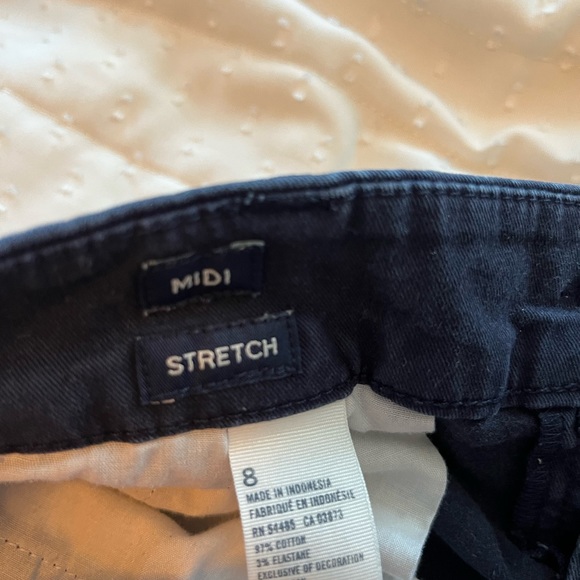 MIDI
STRETCH
8
MADE IN INDONESIA
FABRIQUÉ EN INDONÉSIE
RN 54485 CA 03873
97% COTTON
3% ELASTANE
EXCLUSIVE OF DECORATION